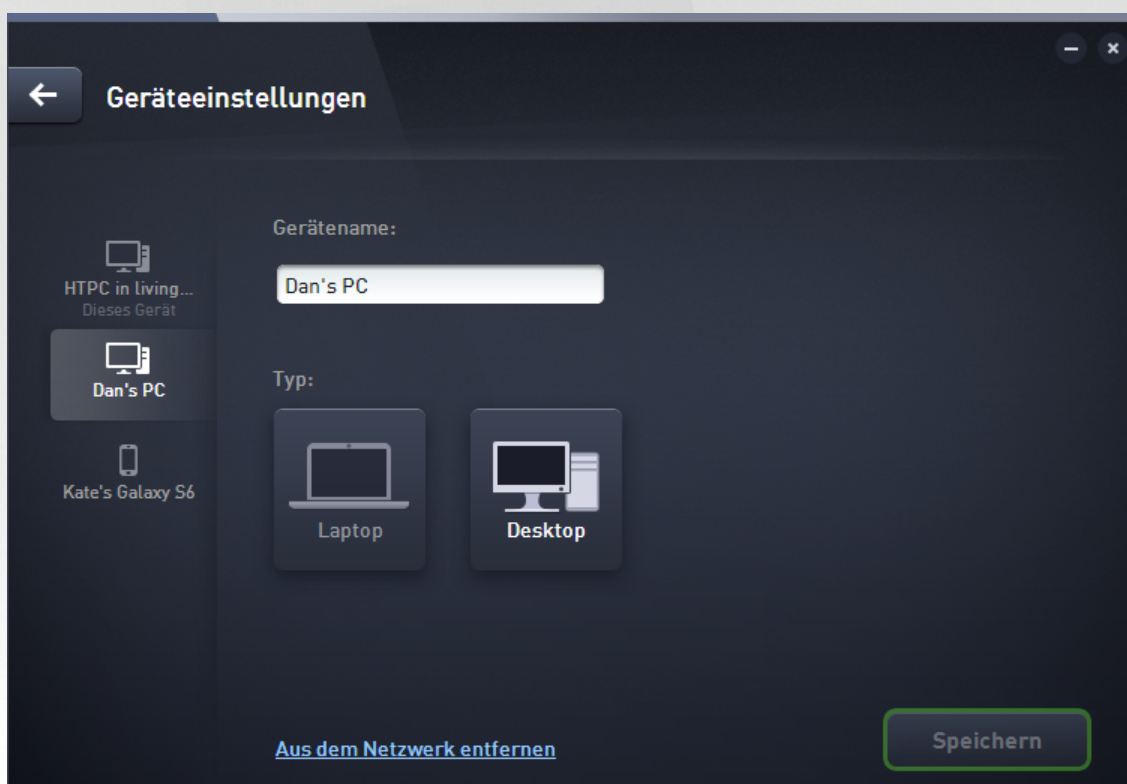 Geräteeinstellungen
HTPC in living...
Dieses Gerät
Dan's PC
Kate's Galaxy S6
Gerätename:
Dan's PC
Typ:
Laptop
Desktop
Aus dem Netzwerk entfernen
Speichern